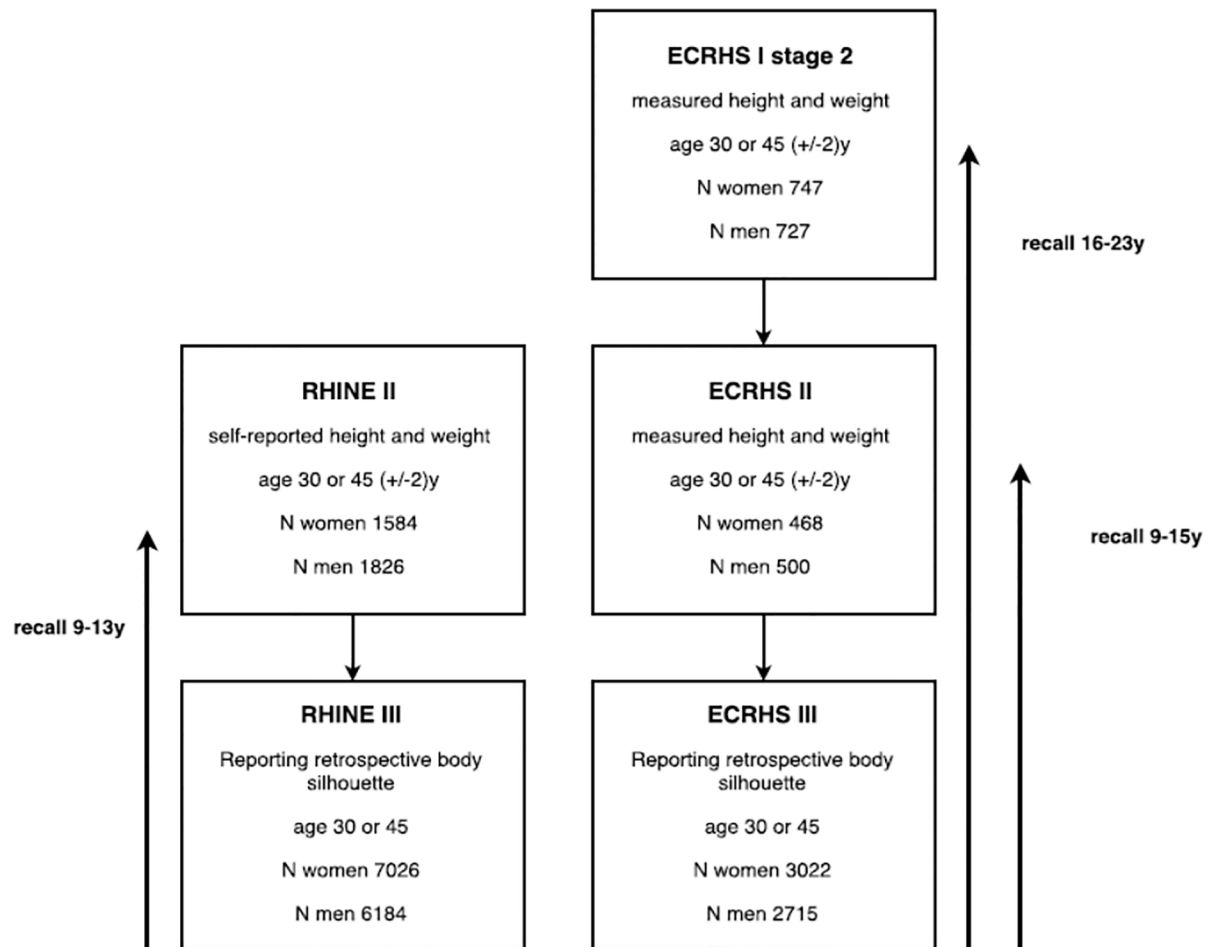 ECRHS I stage 2
measured height and weight
age 30 or 45 (+/-2)y
N women 747
N men 727
recall 16-23y
RHINE II
self-reported height and weight
age 30 or 45 (+/-2)y
N women 1584
N men 1826
ECRHS II
measured height and weight
age 30 or 45 (+/-2)y
N women 468
N men 500
recall 9-15y
recall 9-13y
RHINE III
Reporting retrospective body
silhouette
age 30 or 45
N women 7026
N men 6184
ECRHS III
Reporting retrospective body
silhouette
age 30 or 45
N women 3022
N men 2715